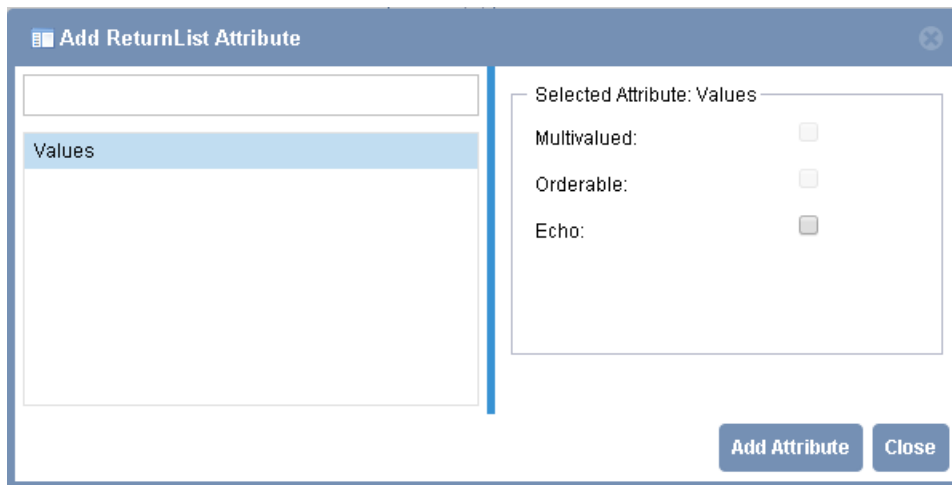 Add ReturnList Attribute
Values
Selected Attribute: Values
Multivalued:
Orderable:
Echo:
Add Attribute
Close